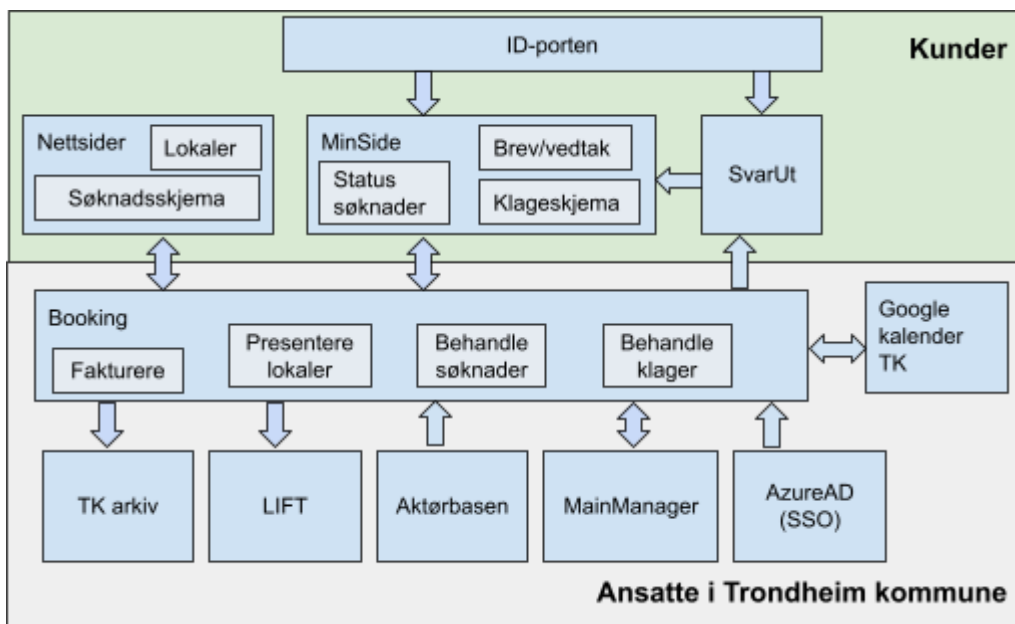 ID-porten
Kunder
Nettsider
Lokaler
Søknadsskjema
MinSide
Status
søknader
Brev/vedtak
Klageskjema
SvarUt
Booking
Fakturere
Presentere
lokaler
Behandle
søknader
Behandle
klager
Google
kalender
TK
TK arkiv
LIFT
Aktørbasen
MainManager
AzureAD
(SSO)
Ansatte i Trondheim kommune